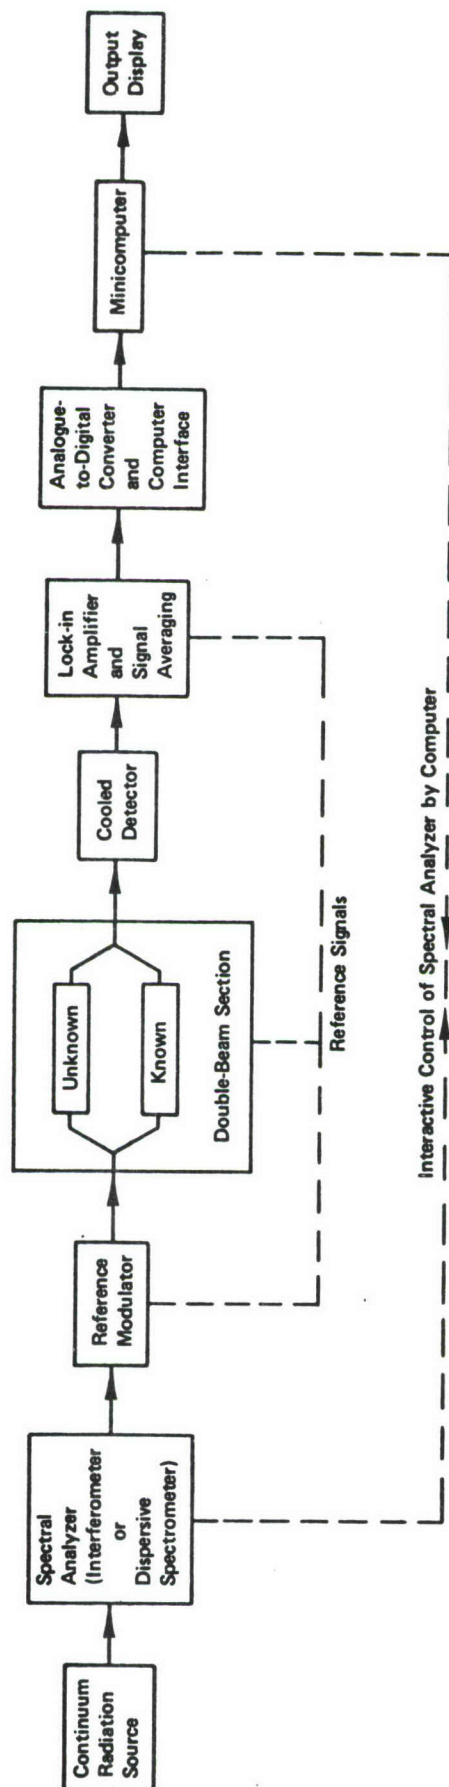 Continuum
Radiation
Source
Spectral
Analyzer
(Interferometer
or
Dispersive
Spectrometer)
Reference
Modulator
Unknown
Known
Double-Beam Section
Cooled
Detector
Lock-in
Amplifier
and
Signal
Averaging
Analogue-
to-Digital
Converter
and
Computer
Interface
Minicomputer
Output
Display
Reference Signals
Interactive Control of Spectral Analyzer by Computer